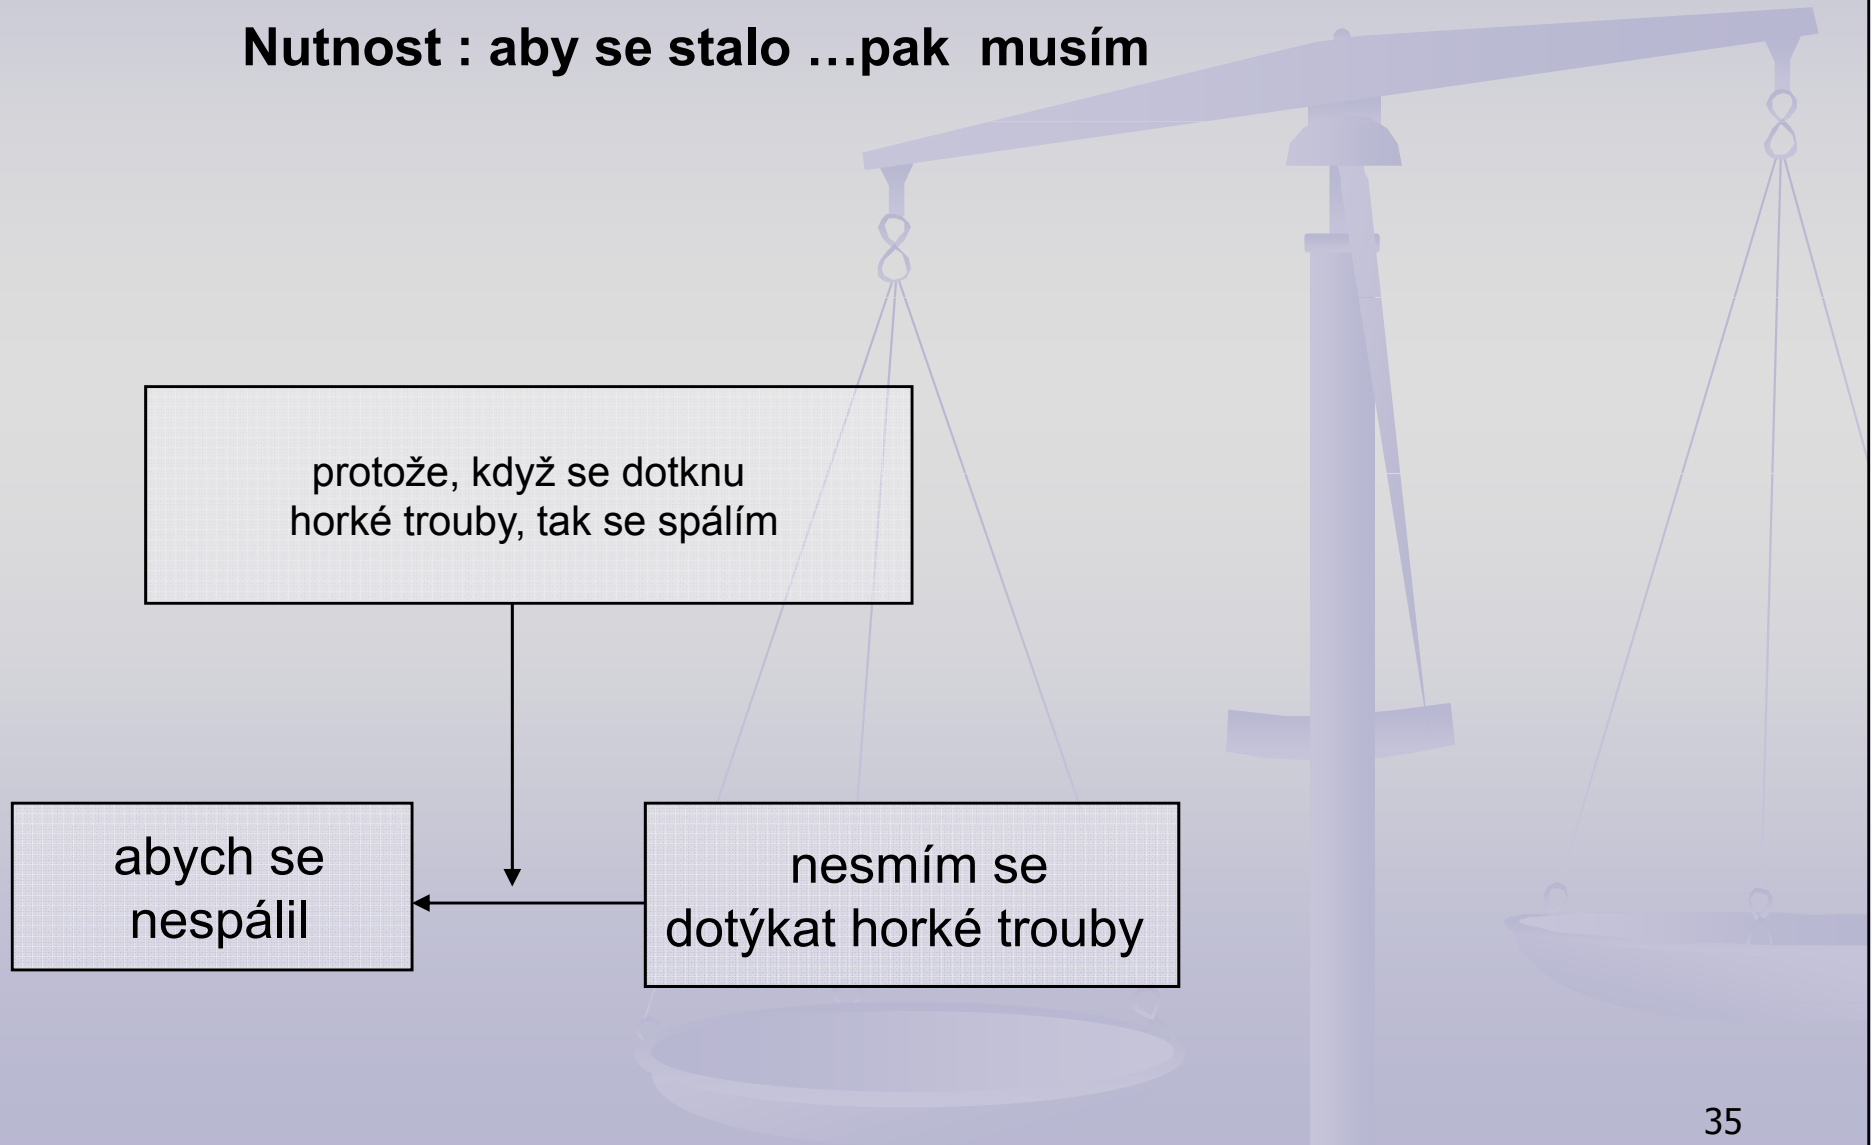 Nutnost : aby se stalo …pak  musím
protože, když se dotknu
horké trouby, tak se spálím
abych se
nespálil
nesmím se
dotýkat horké trouby
35